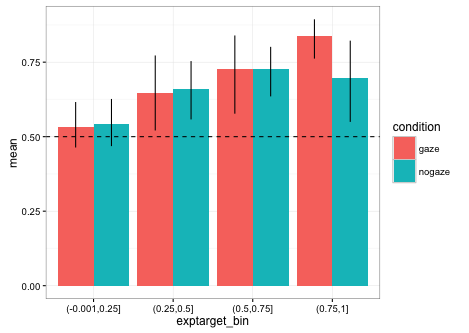 0.75
0.50
0.25
0.00
mean
(-0.001,0.25]
(0.25,0.5]
(0.5,0.75]
(0.75,1]
exptarget_bin
condition
gaze
nogaze